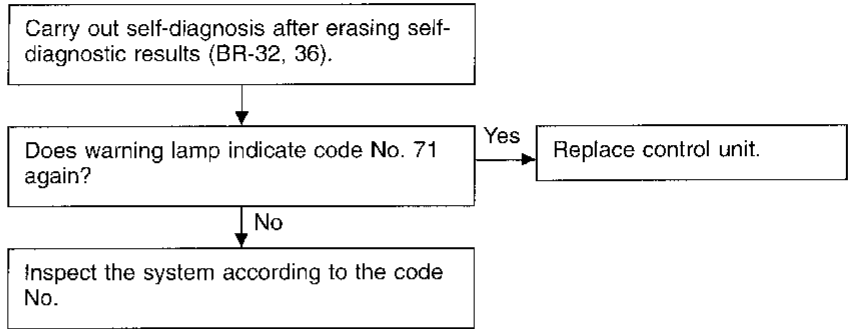 Carry out self-diagnosis after erasing self-
diagnostic results (BR-32, 36).
Does warning lamp indicate code No. 71
again?
Yes
Replace control unit.
No
Inspect the system according to the code
No.